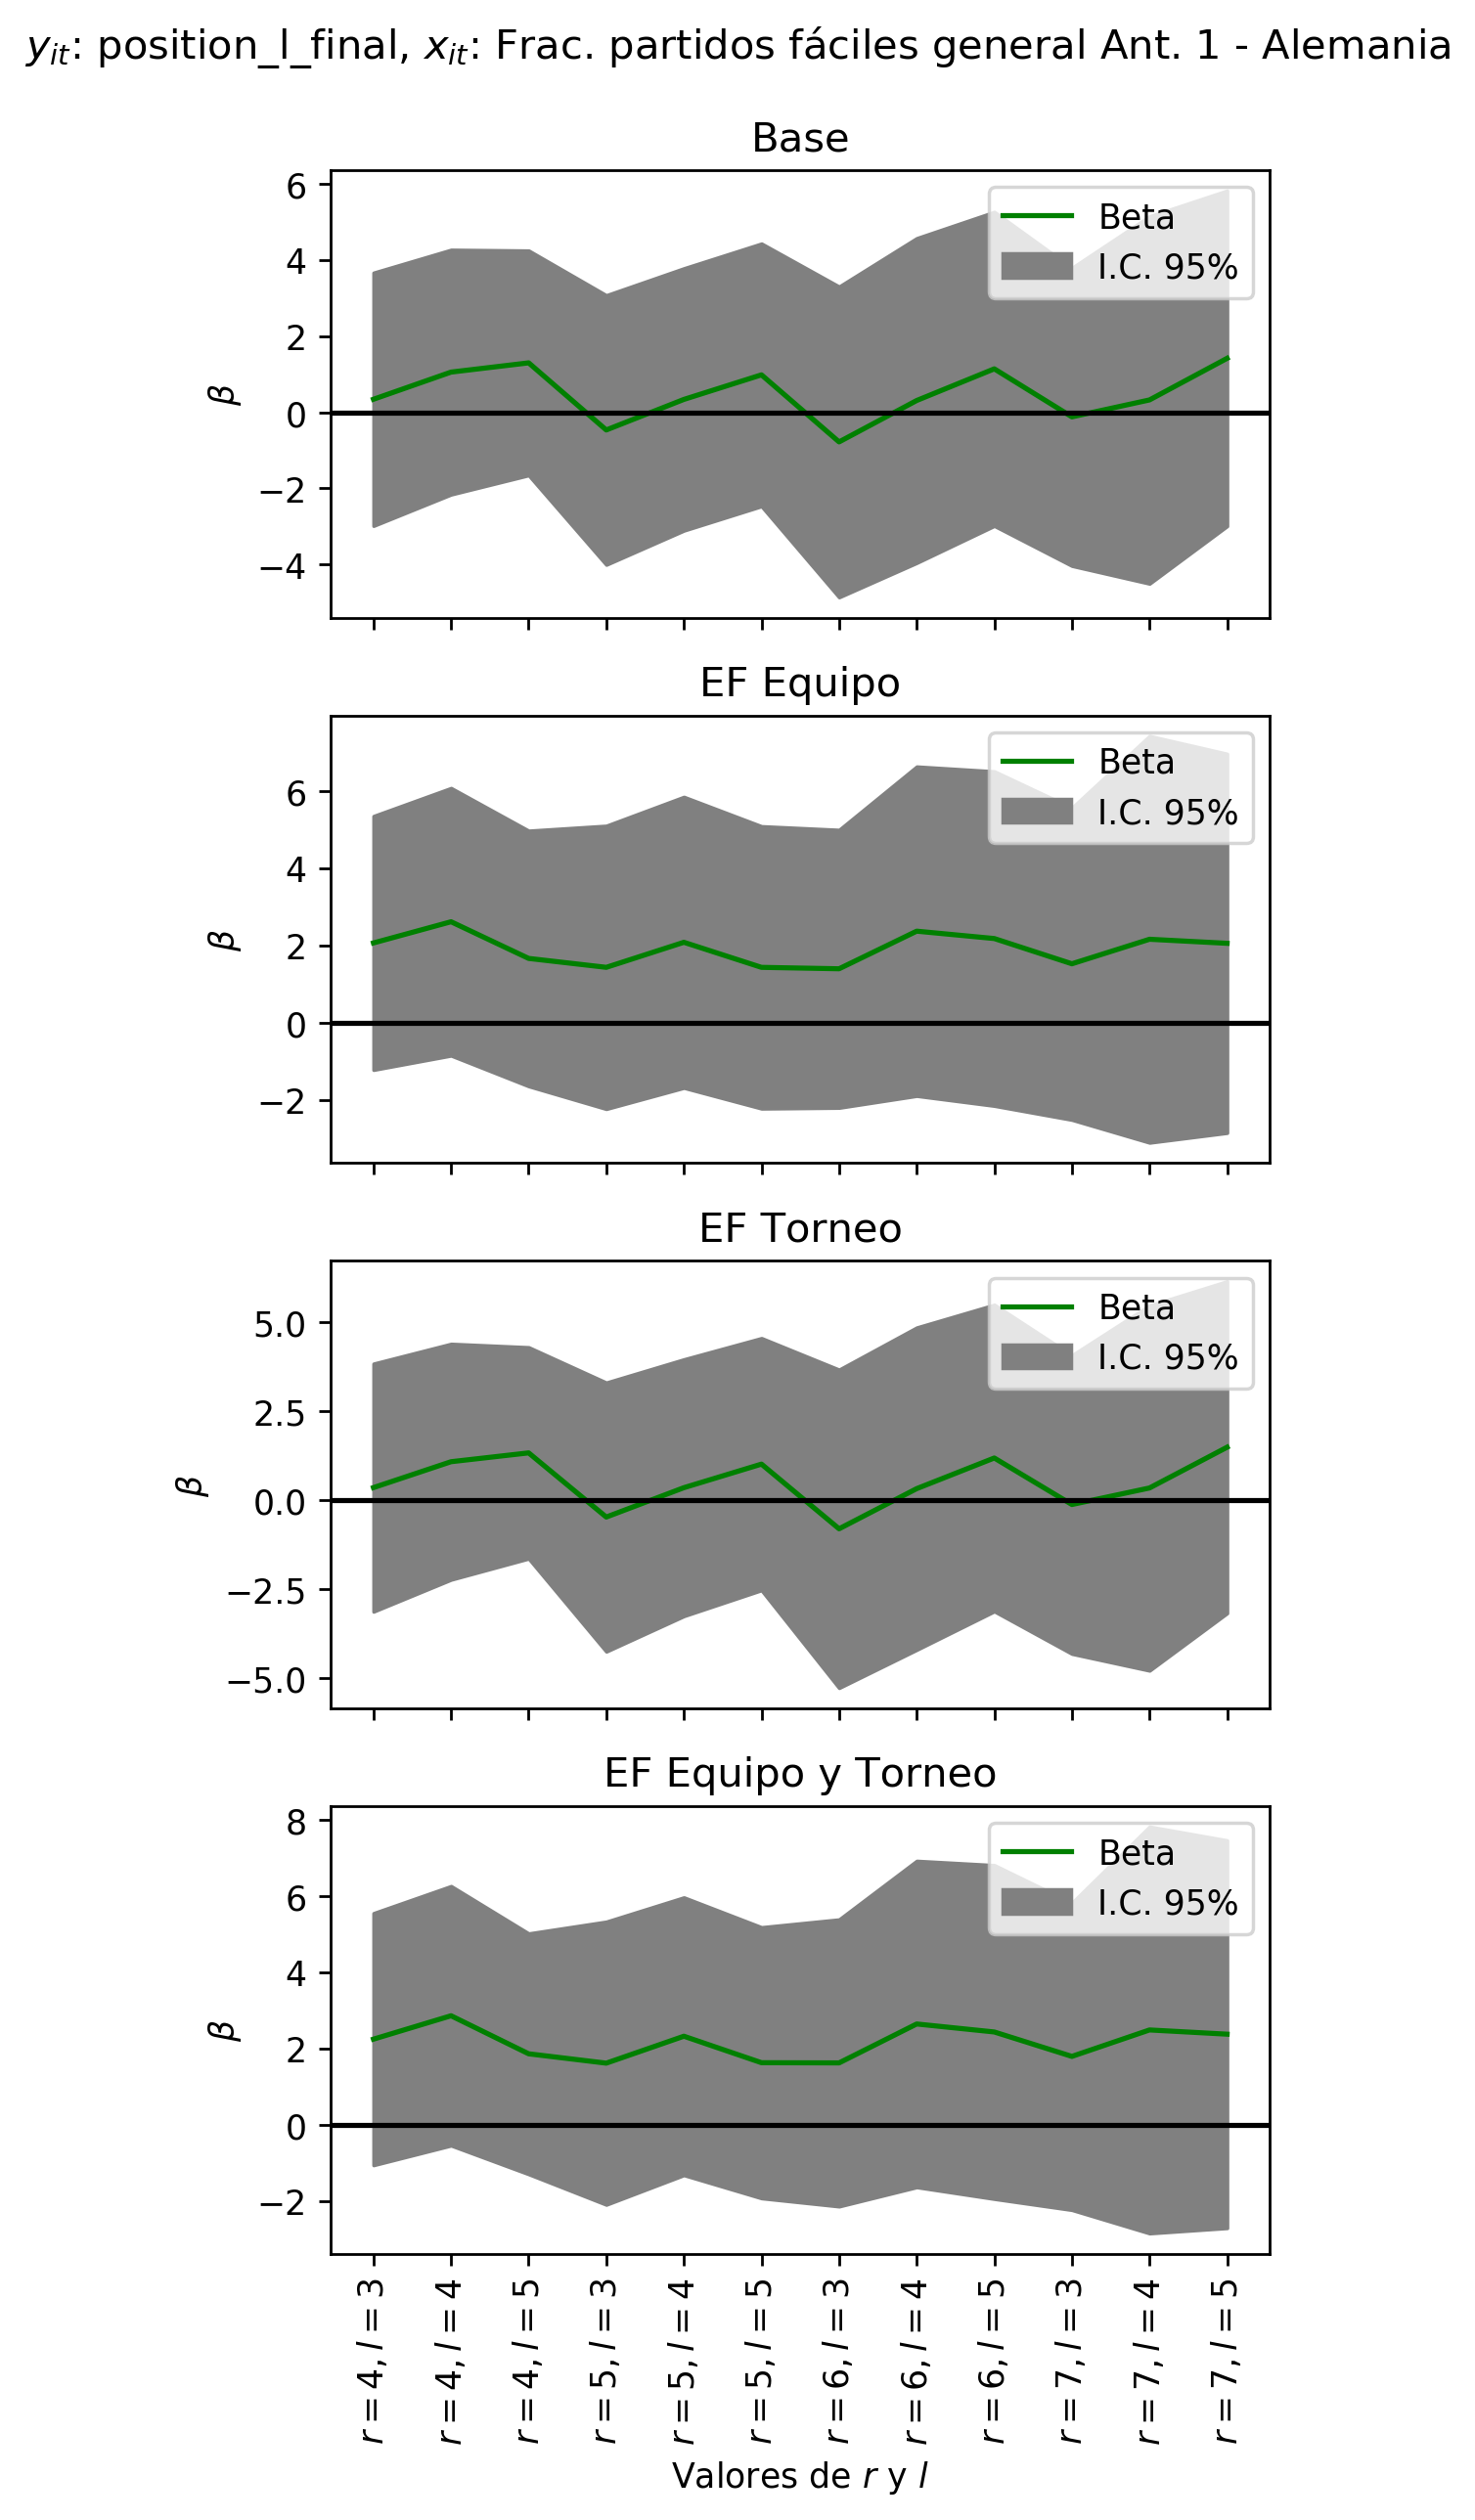 y_it: position_l_final, x_it: Frac. partidos fáciles general Ant. 1 - Alemania
Base
6
4
2
0
−2
−4
β
Beta
I.C. 95%
EF Equipo
6
4
2
0
−2
β
Beta
I.C. 95%
EF Torneo
5.0
2.5
0.0
−2.5
−5.0
β
Beta
I.C. 95%
EF Equipo y Torneo
8
6
4
2
0
−2
β
Beta
I.C. 95%
r = 4, l = 3
r = 4, l = 4
r = 4, l = 5
r = 5, l = 3
r = 5, l = 4
r = 5, l = 5
r = 6, l = 3
r = 6, l = 4
r = 6, l = 5
r = 7, l = 3
r = 7, l = 4
r = 7, l = 5
Valores de r y l